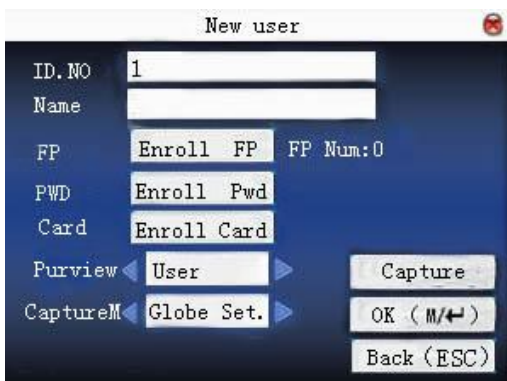 New user
ID.NO 1
Name
FP Enroll FP FP Num:0
PWD Enroll Pwd
Card Enroll Card
Purview User Capture
CaptureM Globe Set. OK (M/↵)
Back(ESC)